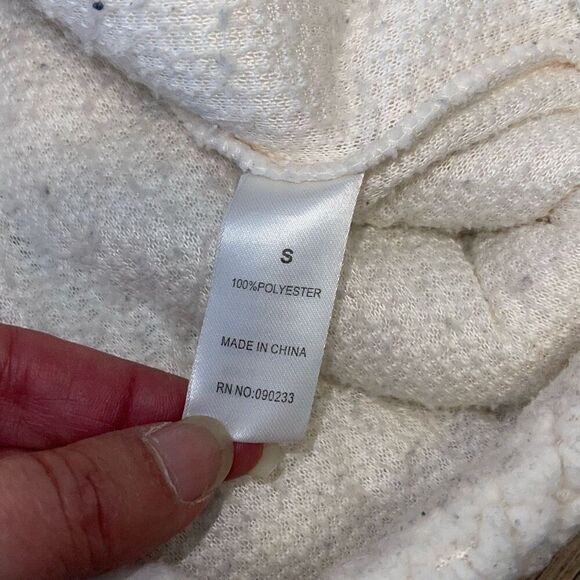 S
100%POLYESTER
MADE IN CHINA
RN NO:090233